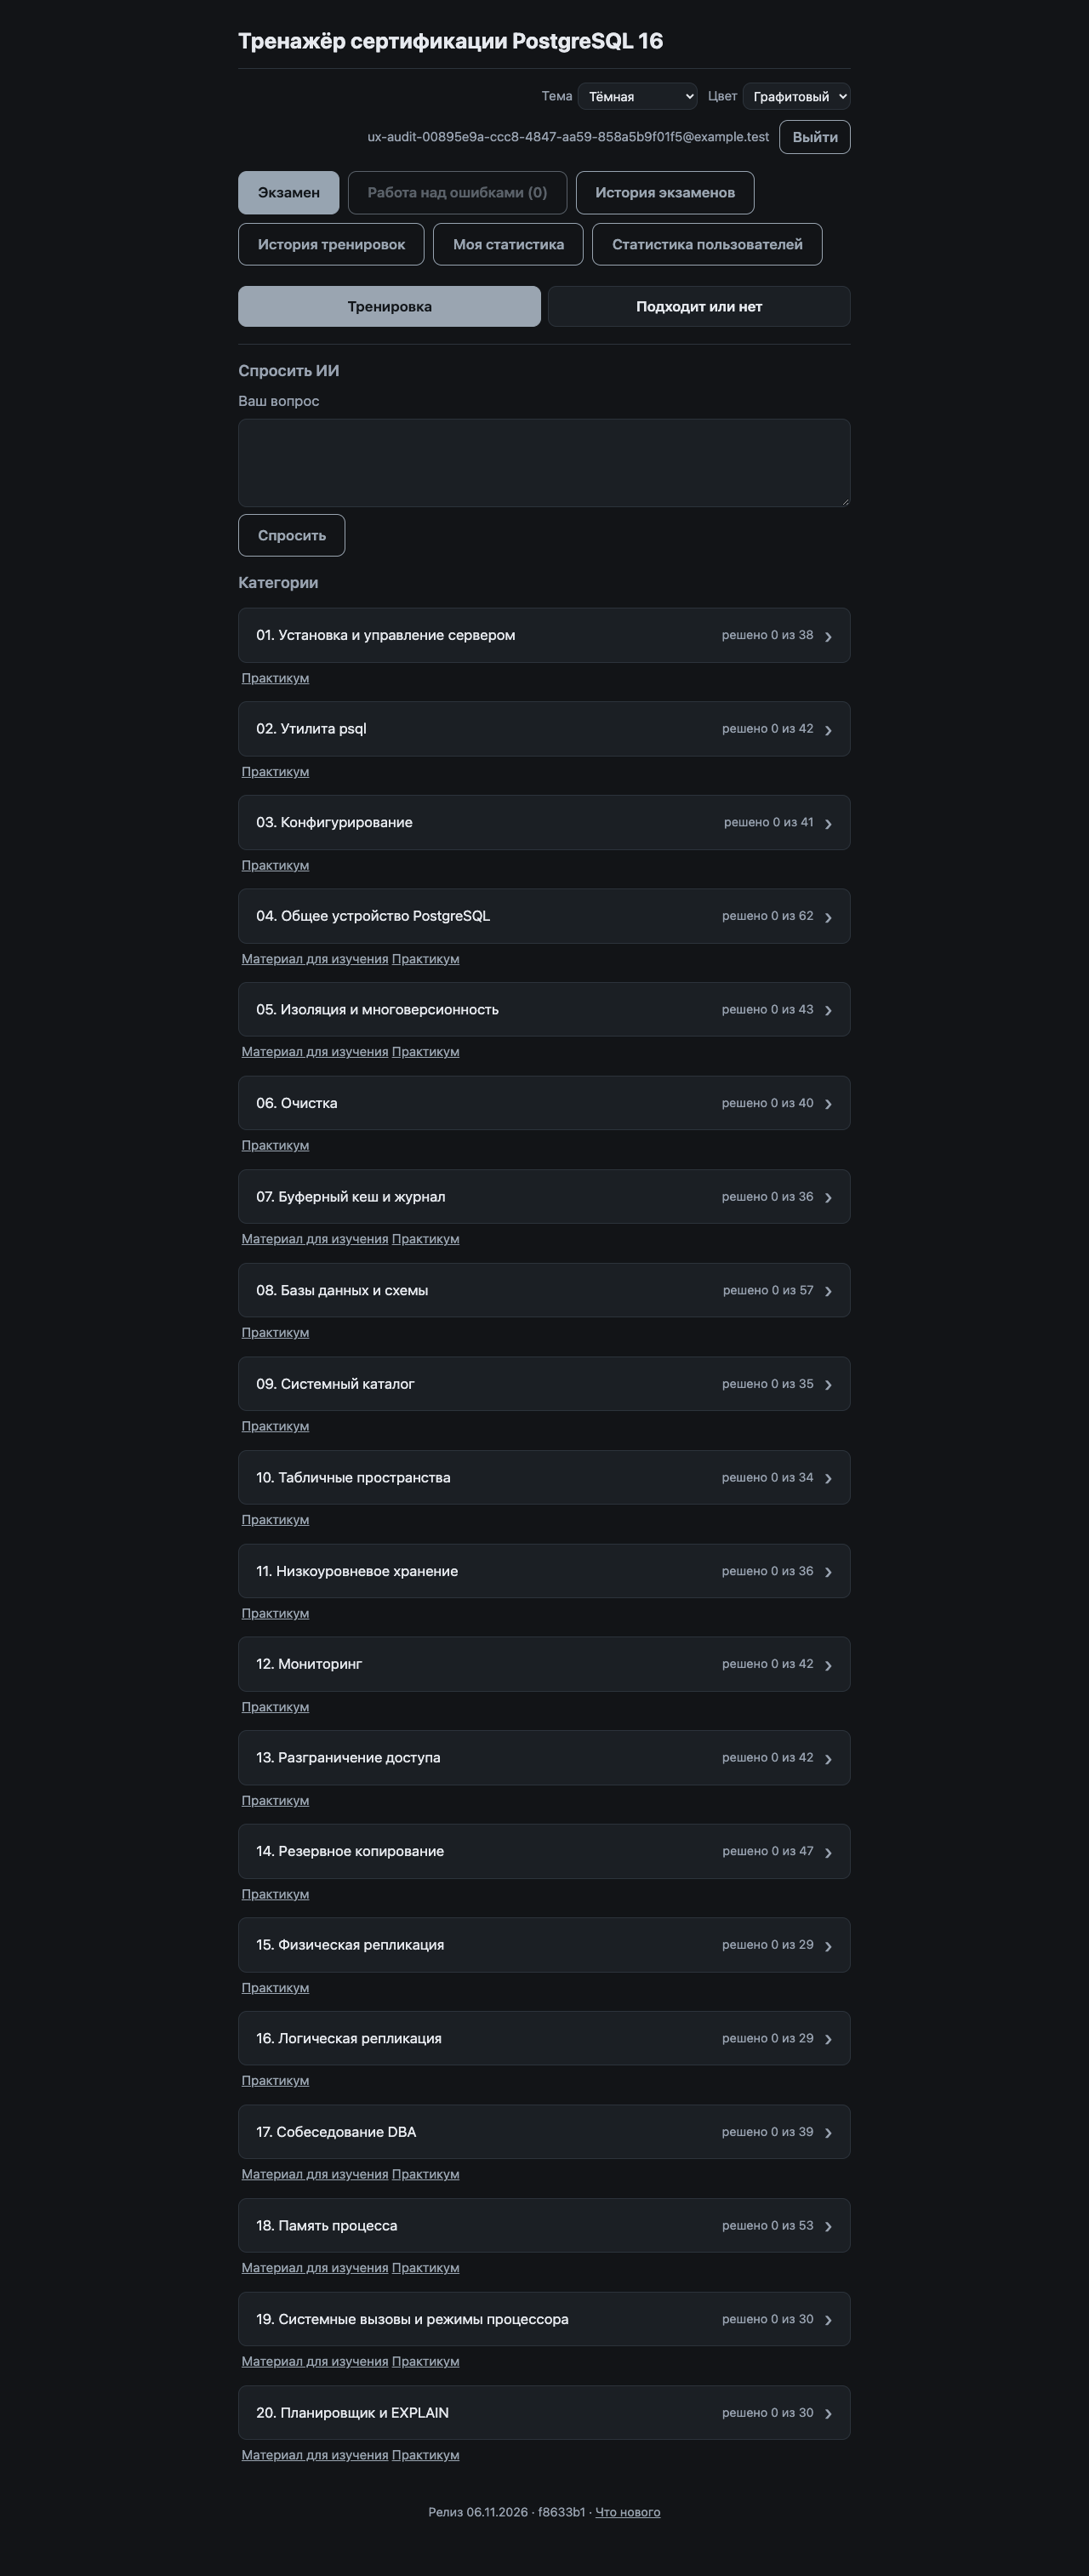 Тренажёр сертификации PostgreSQL 16
Тема Тёмная Цвет Графитовый
ux-audit-00895e9a-ccc8-4847-aa59-858a5b9f01f5@example.test Выйти
Экзамен Работа над ошибками (0) История экзаменов
История тренировок Моя статистика Статистика пользователей
Тренировка Подходит или нет
Спросить ИИ
Ваш вопрос
Спросить
Категории
01. Установка и управление сервером решено 0 из 38 ›
Практикум
02. Утилита psql решено 0 из 42 ›
Практикум
03. Конфигурирование решено 0 из 41 ›
Практикум
04. Общее устройство PostgreSQL решено 0 из 62 ›
Материал для изучения Практикум
05. Изоляция и многоверсионность решено 0 из 43 ›
Материал для изучения Практикум
06. Очистка решено 0 из 40 ›
Практикум
07. Буферный кеш и журнал решено 0 из 36 ›
Материал для изучения Практикум
08. Базы данных и схемы решено 0 из 57 ›
Практикум
09. Системный каталог решено 0 из 35 ›
Практикум
10. Табличные пространства решено 0 из 34 ›
Практикум
11. Низкоуровневое хранение решено 0 из 36 ›
Практикум
12. Мониторинг решено 0 из 42 ›
Практикум
13. Разграничение доступа решено 0 из 42 ›
Практикум
14. Резервное копирование решено 0 из 47 ›
Практикум
15. Физическая репликация решено 0 из 29 ›
Практикум
16. Логическая репликация решено 0 из 29 ›
Практикум
17. Собеседование DBA решено 0 из 39 ›
Материал для изучения Практикум
18. Память процесса решено 0 из 53 ›
Материал для изучения Практикум
19. Системные вызовы и режимы процессора решено 0 из 30 ›
Материал для изучения Практикум
20. Планировщик и EXPLAIN решено 0 из 30 ›
Материал для изучения Практикум
Релиз 06.11.2026 · f8633b1 · Что нового